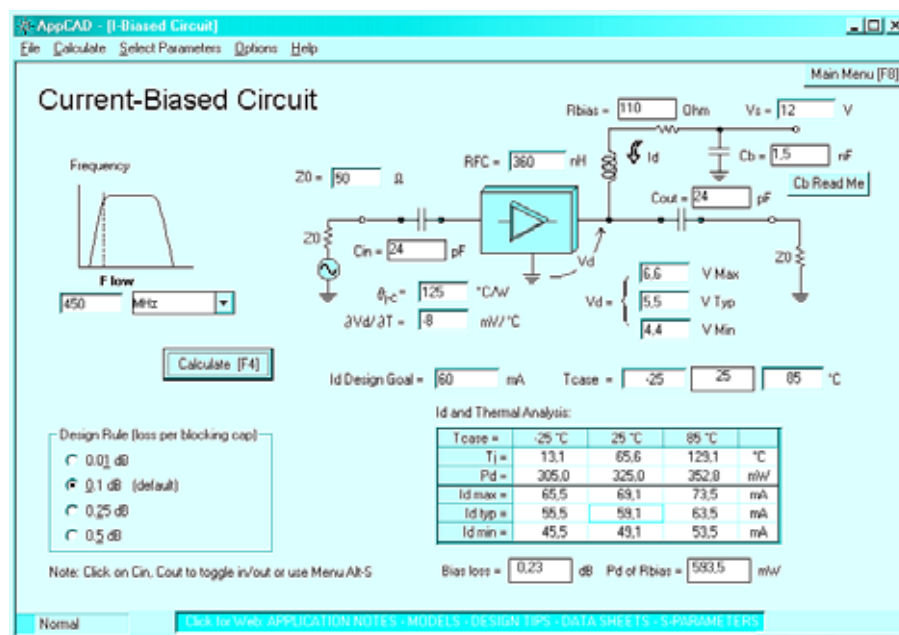 AppCAD - [I-Biased Circuit]
File Calculate Select Parameters Options Help
Main Menu [F8]
Current-Biased Circuit
Rbias = 110 Ohm Vs = 12 V
Frequency
RFC = 360 nH
Id
Cb = 1,5 nF
Z0 = 50 Ω
Cb Read Me
Cout = 24 pF
Z0
Cin = 24 pF
Vd
Z0
F low
450 MHz
θj-c = 125 °C/W
∂Vd/∂T = -8 mV/°C
Vd =
6,6 V Max
5,5 V Typ
4,4 V Min
Calculate [F4]
Id Design Goal = 60 mA Tcase = -25 25 85 °C
Id and Thermal Analysis:
Design Rule (loss per blocking cap)
0.01 dB
0.1 dB (default)
0.25 dB
0.5 dB
Tcase = -25 °C 25 °C 85 °C
Tj = 13,1 65,6 129,1 °C
Pd = 305,0 325,0 352,8 mW
Id max = 65,5 69,1 73,5 mA
Id typ = 55,5 59,1 63,5 mA
Id min = 45,5 49,1 53,5 mA
Note: Click on Cin, Cout to toggle in/out or use Menu Alt-S
Bias loss = 0,23 dB Pd of Rbias = 593,5 mW
Normal
Click for Web: APPLICATION NOTES - MODELS - DESIGN TIPS - DATA SHEETS - S-PARAMETERS